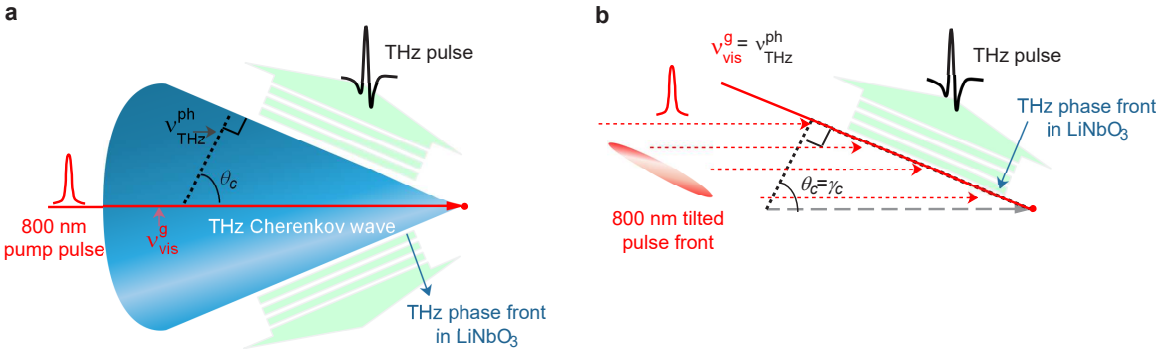 a
THz pulse
ν^ph_THz
θc
800 nm
pump pulse
ν^g_vis
THz Cherenkov wave
THz phase front
in LiNbO3
b
ν^g_vis = ν^ph_THz
THz pulse
THz phase front
in LiNbO3
θc=γc
800 nm tilted
pulse front